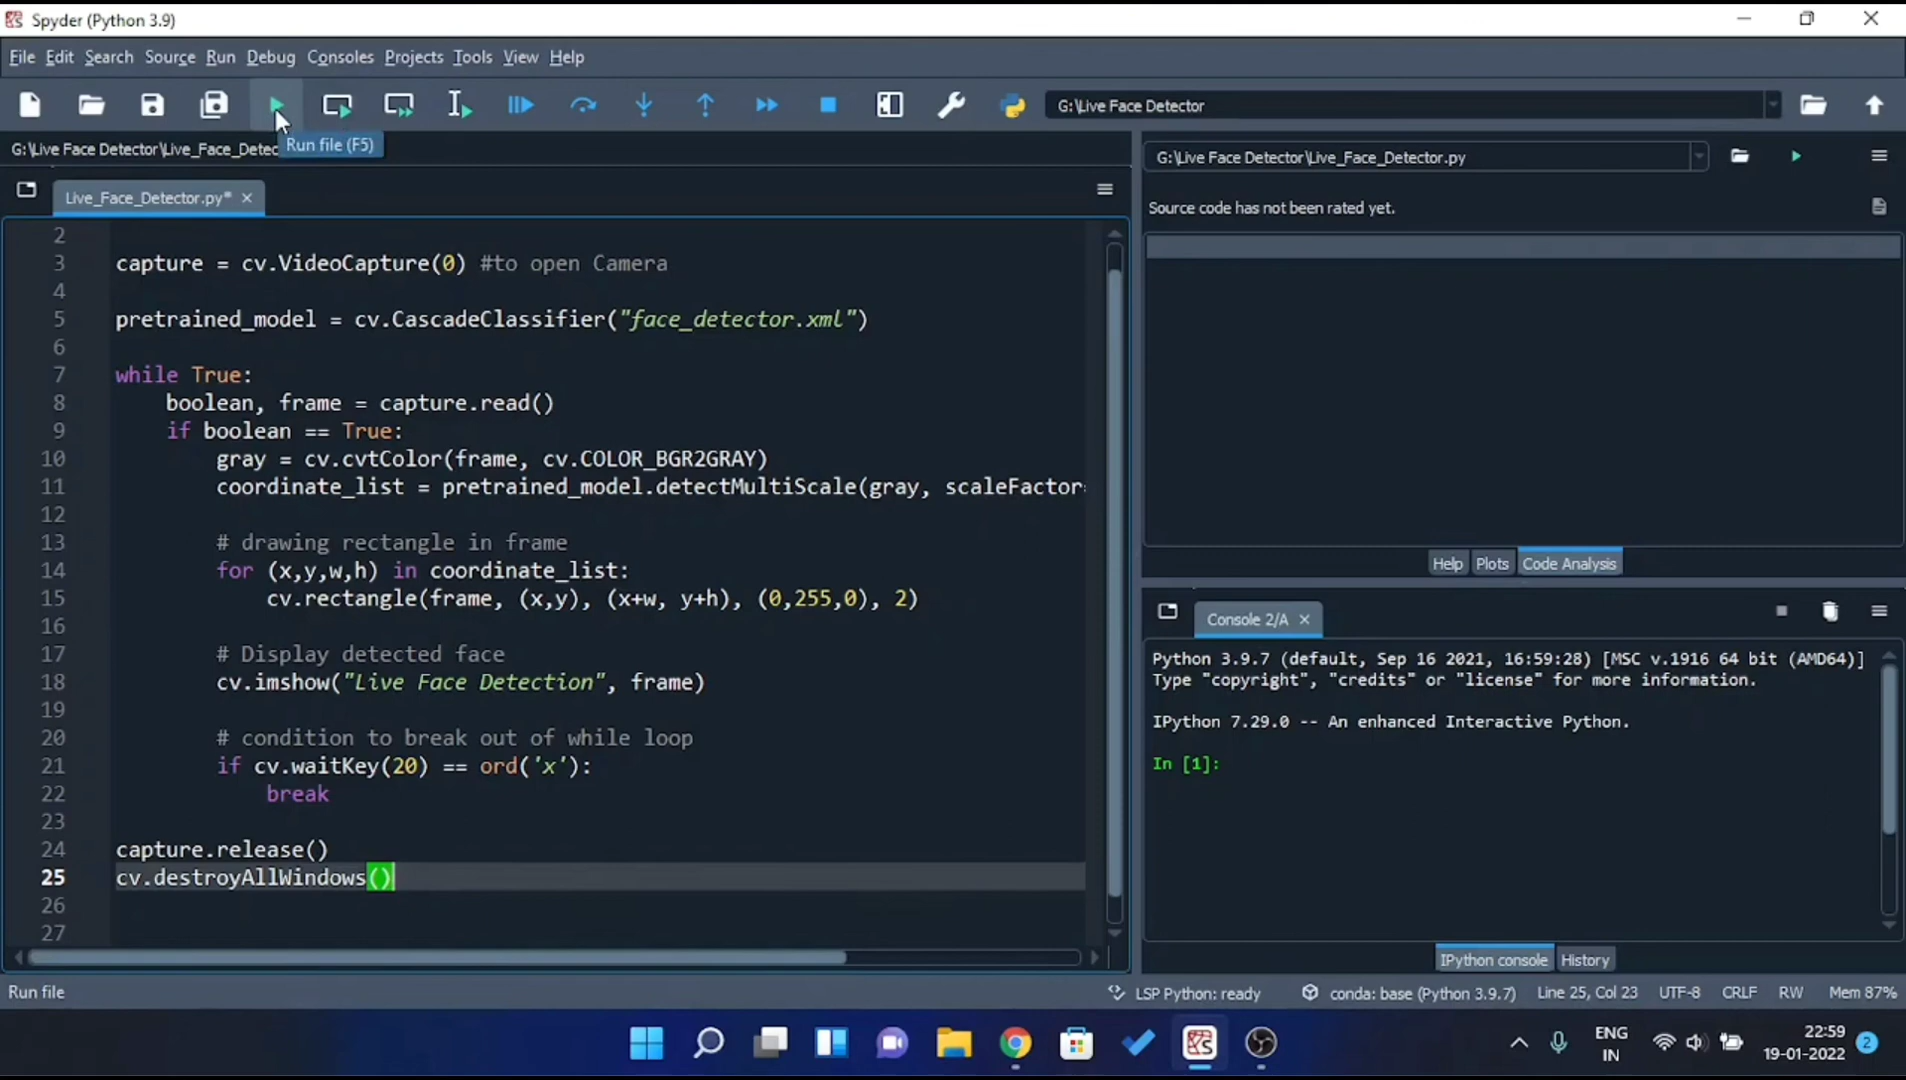 Spyder (Python 3.9)
File Edit Search Source Run Debug Consoles Projects Tools View Help
G:\Live Face Detector
Run file (F5)
G:\Live Face Detector\Live_Face_Detec
Live_Face_Detector.py*
2
3 capture = cv.VideoCapture(0) #to open Camera
4
5 pretrained_model = cv.CascadeClassifier("face_detector.xml")
6
7 while True:
8 boolean, frame = capture.read()
9 if boolean == True:
10 gray = cv.cvtColor(frame, cv.COLOR_BGR2GRAY)
11 coordinate_list = pretrained_model.detectMultiScale(gray, scaleFactor=
12
13 # drawing rectangle in frame
14 for (x,y,w,h) in coordinate_list:
15 cv.rectangle(frame, (x,y), (x+w, y+h), (0,255,0), 2)
16
17 # Display detected face
18 cv.imshow("Live Face Detection", frame)
19
20 # condition to break out of while loop
21 if cv.waitKey(20) == ord('x'):
22 break
23
24 capture.release()
25 cv.destroyAllWindows()
26
27
G:\Live Face Detector\Live_Face_Detector.py
Source code has not been rated yet.
Help Plots Code Analysis
Console 2/A
Python 3.9.7 (default, Sep 16 2021, 16:59:28) [MSC v.1916 64 bit (AMD64)]
Type "copyright", "credits" or "license" for more information.
IPython 7.29.0 -- An enhanced Interactive Python.
In [1]:
IPython console History
Run file LSP Python: ready conda: base (Python 3.9.7) Line 25, Col 23 UTF-8 CRLF RW Mem 87%
ENG
IN
22:59
19-01-2022
2